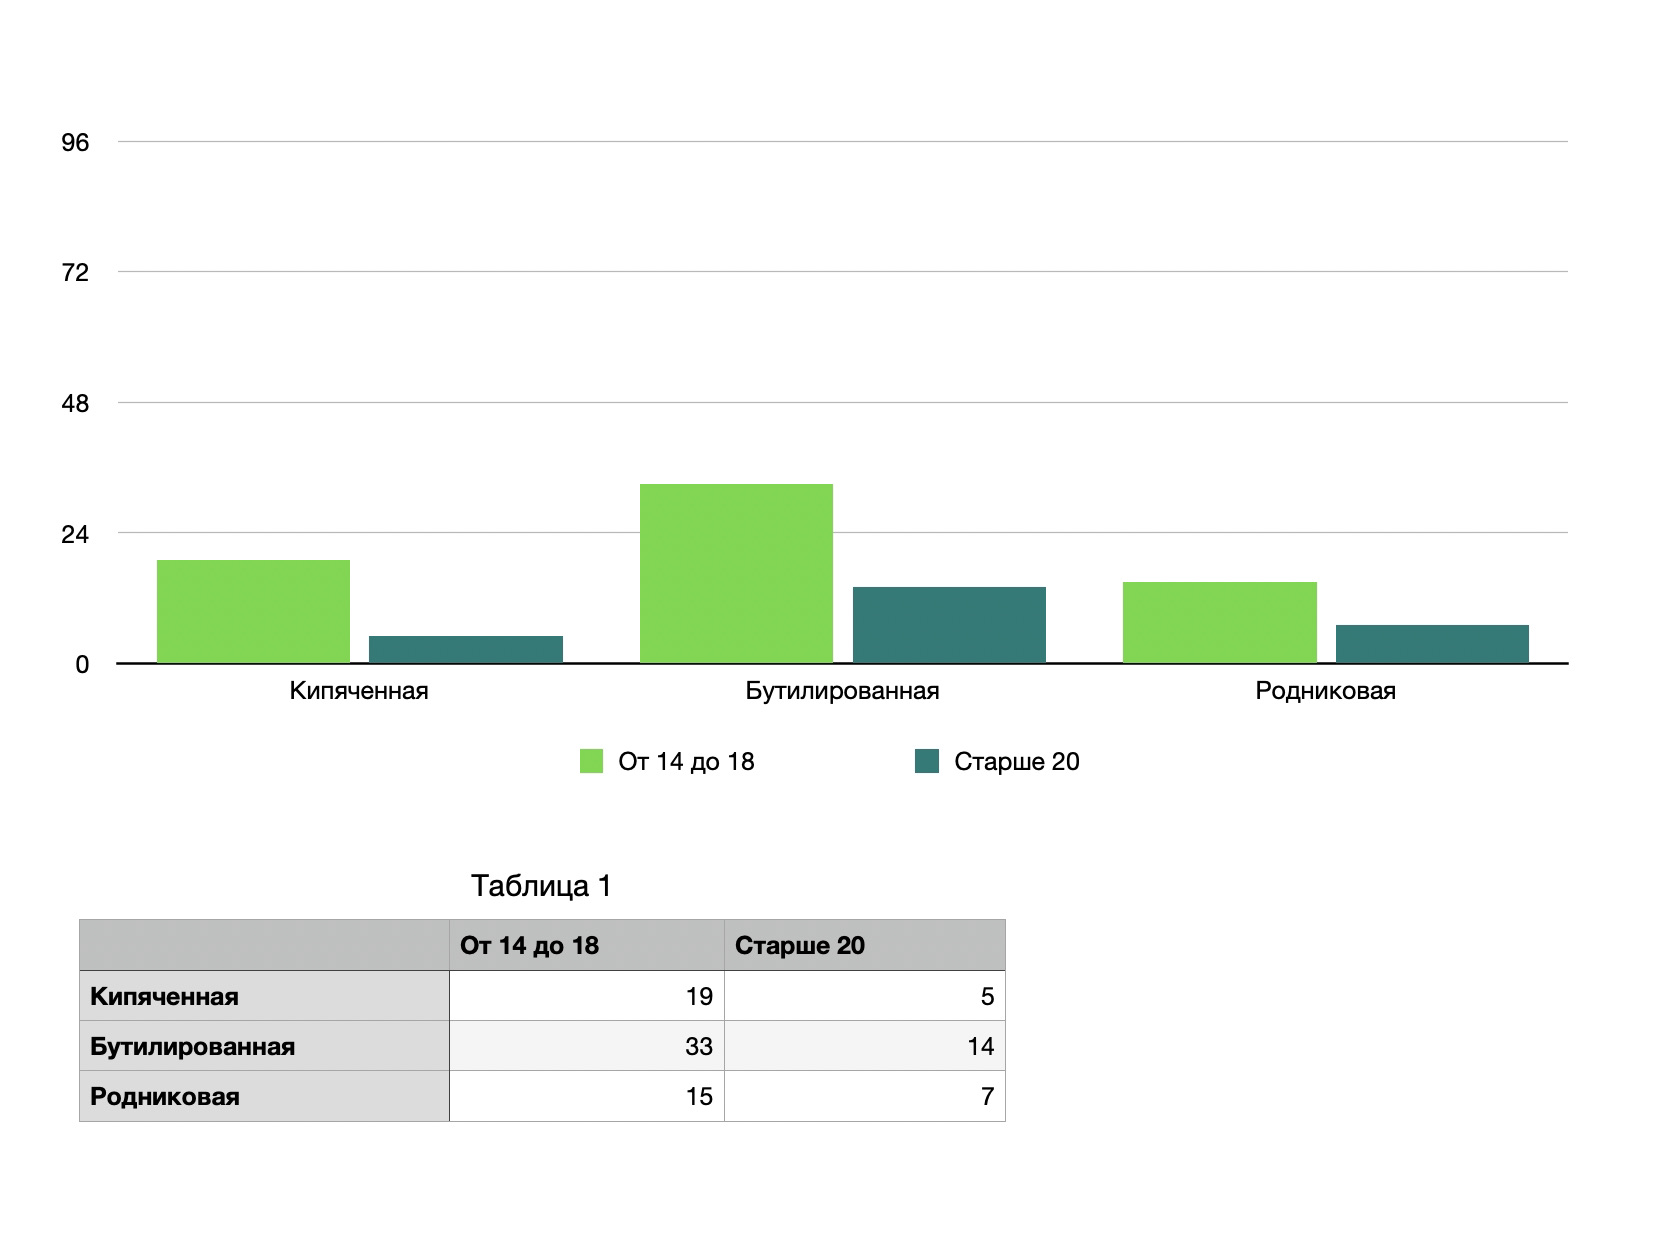 96
72
48
24
0
Кипяченная Бутилированная Родниковая
От 14 до 18 Старше 20
Таблица 1
От 14 до 18 Старше 20
Кипяченная 19 5
Бутилированная 33 14
Родниковая 15 7